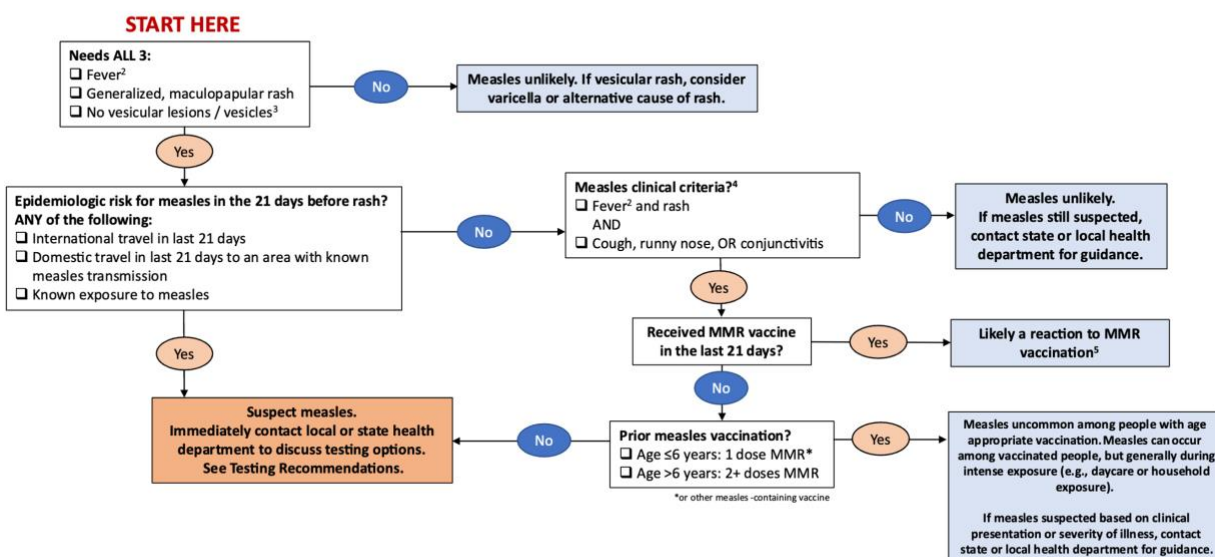 START HERE
Needs ALL 3:
❑ Fever²
❑ Generalized, maculopapular rash
❑ No vesicular lesions / vesicles³
No
Measles unlikely. If vesicular rash, consider
varicella or alternative cause of rash.
Yes
Epidemiologic risk for measles in the 21 days before rash?
ANY of the following:
❑ International travel in last 21 days
❑ Domestic travel in last 21 days to an area with known
measles transmission
❑ Known exposure to measles
No
Measles clinical criteria?⁴
❑ Fever² and rash
AND
❑ Cough, runny nose, OR conjunctivitis
No
Measles unlikely.
If measles still suspected,
contact state or local health
department for guidance.
Yes
Received MMR vaccine
in the last 21 days?
Yes
Likely a reaction to MMR
vaccination⁵
Yes
No
Suspect measles.
Immediately contact local or state health
department to discuss testing options.
See Testing Recommendations.
No
Prior measles vaccination?
❑ Age ≤6 years: 1 dose MMR*
❑ Age >6 years: 2+ doses MMR
*or other measles -containing vaccine
Yes
Measles uncommon among people with age
appropriate vaccination. Measles can occur
among vaccinated people, but generally during
intense exposure (e.g., daycare or household
exposure).
If measles suspected based on clinical
presentation or severity of illness, contact
state or local health department for guidance.